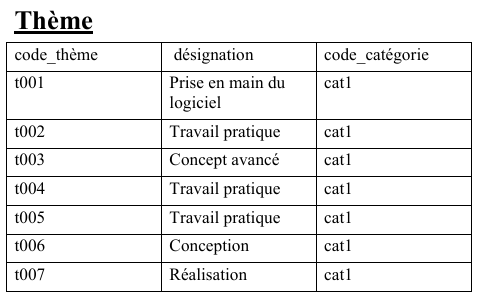 Thème
code_thème désignation code_catégorie
t001 Prise en main du cat1
logiciel
t002 Travail pratique cat1
t003 Concept avancé cat1
t004 Travail pratique cat1
t005 Travail pratique cat1
t006 Conception cat1
t007 Réalisation cat1